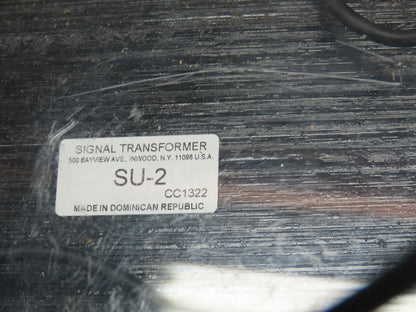 SIGNAL TRANSFORMER
500 BAYVIEW AVE., INWOOD, N.Y. 11096 U.S.A.
SU-2
CC1322
MADE IN DOMINICAN REPUBLIC